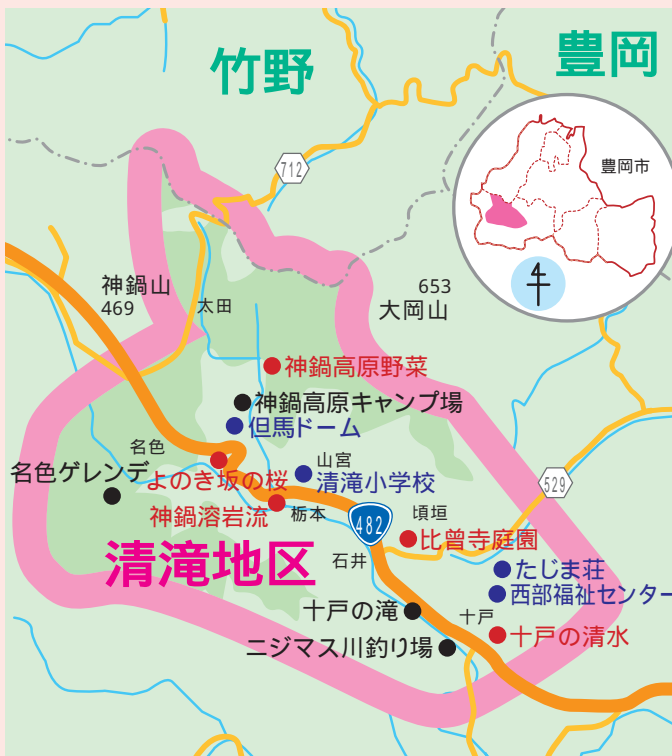 竹野
豊岡
712
豊岡市
神鍋山
469
太田
653
大岡山
神鍋高原野菜
神鍋高原キャンプ場
但馬ドーム
名色
山宮
名色ゲレンデ
よのき坂の桜
清滝小学校
529
神鍋溶岩流
栃本
482
頃垣
比曾寺庭園
清滝地区
石井
たじま荘
西部福祉センター
十戸の滝
十戸
十戸の清水
ニジマス川釣り場